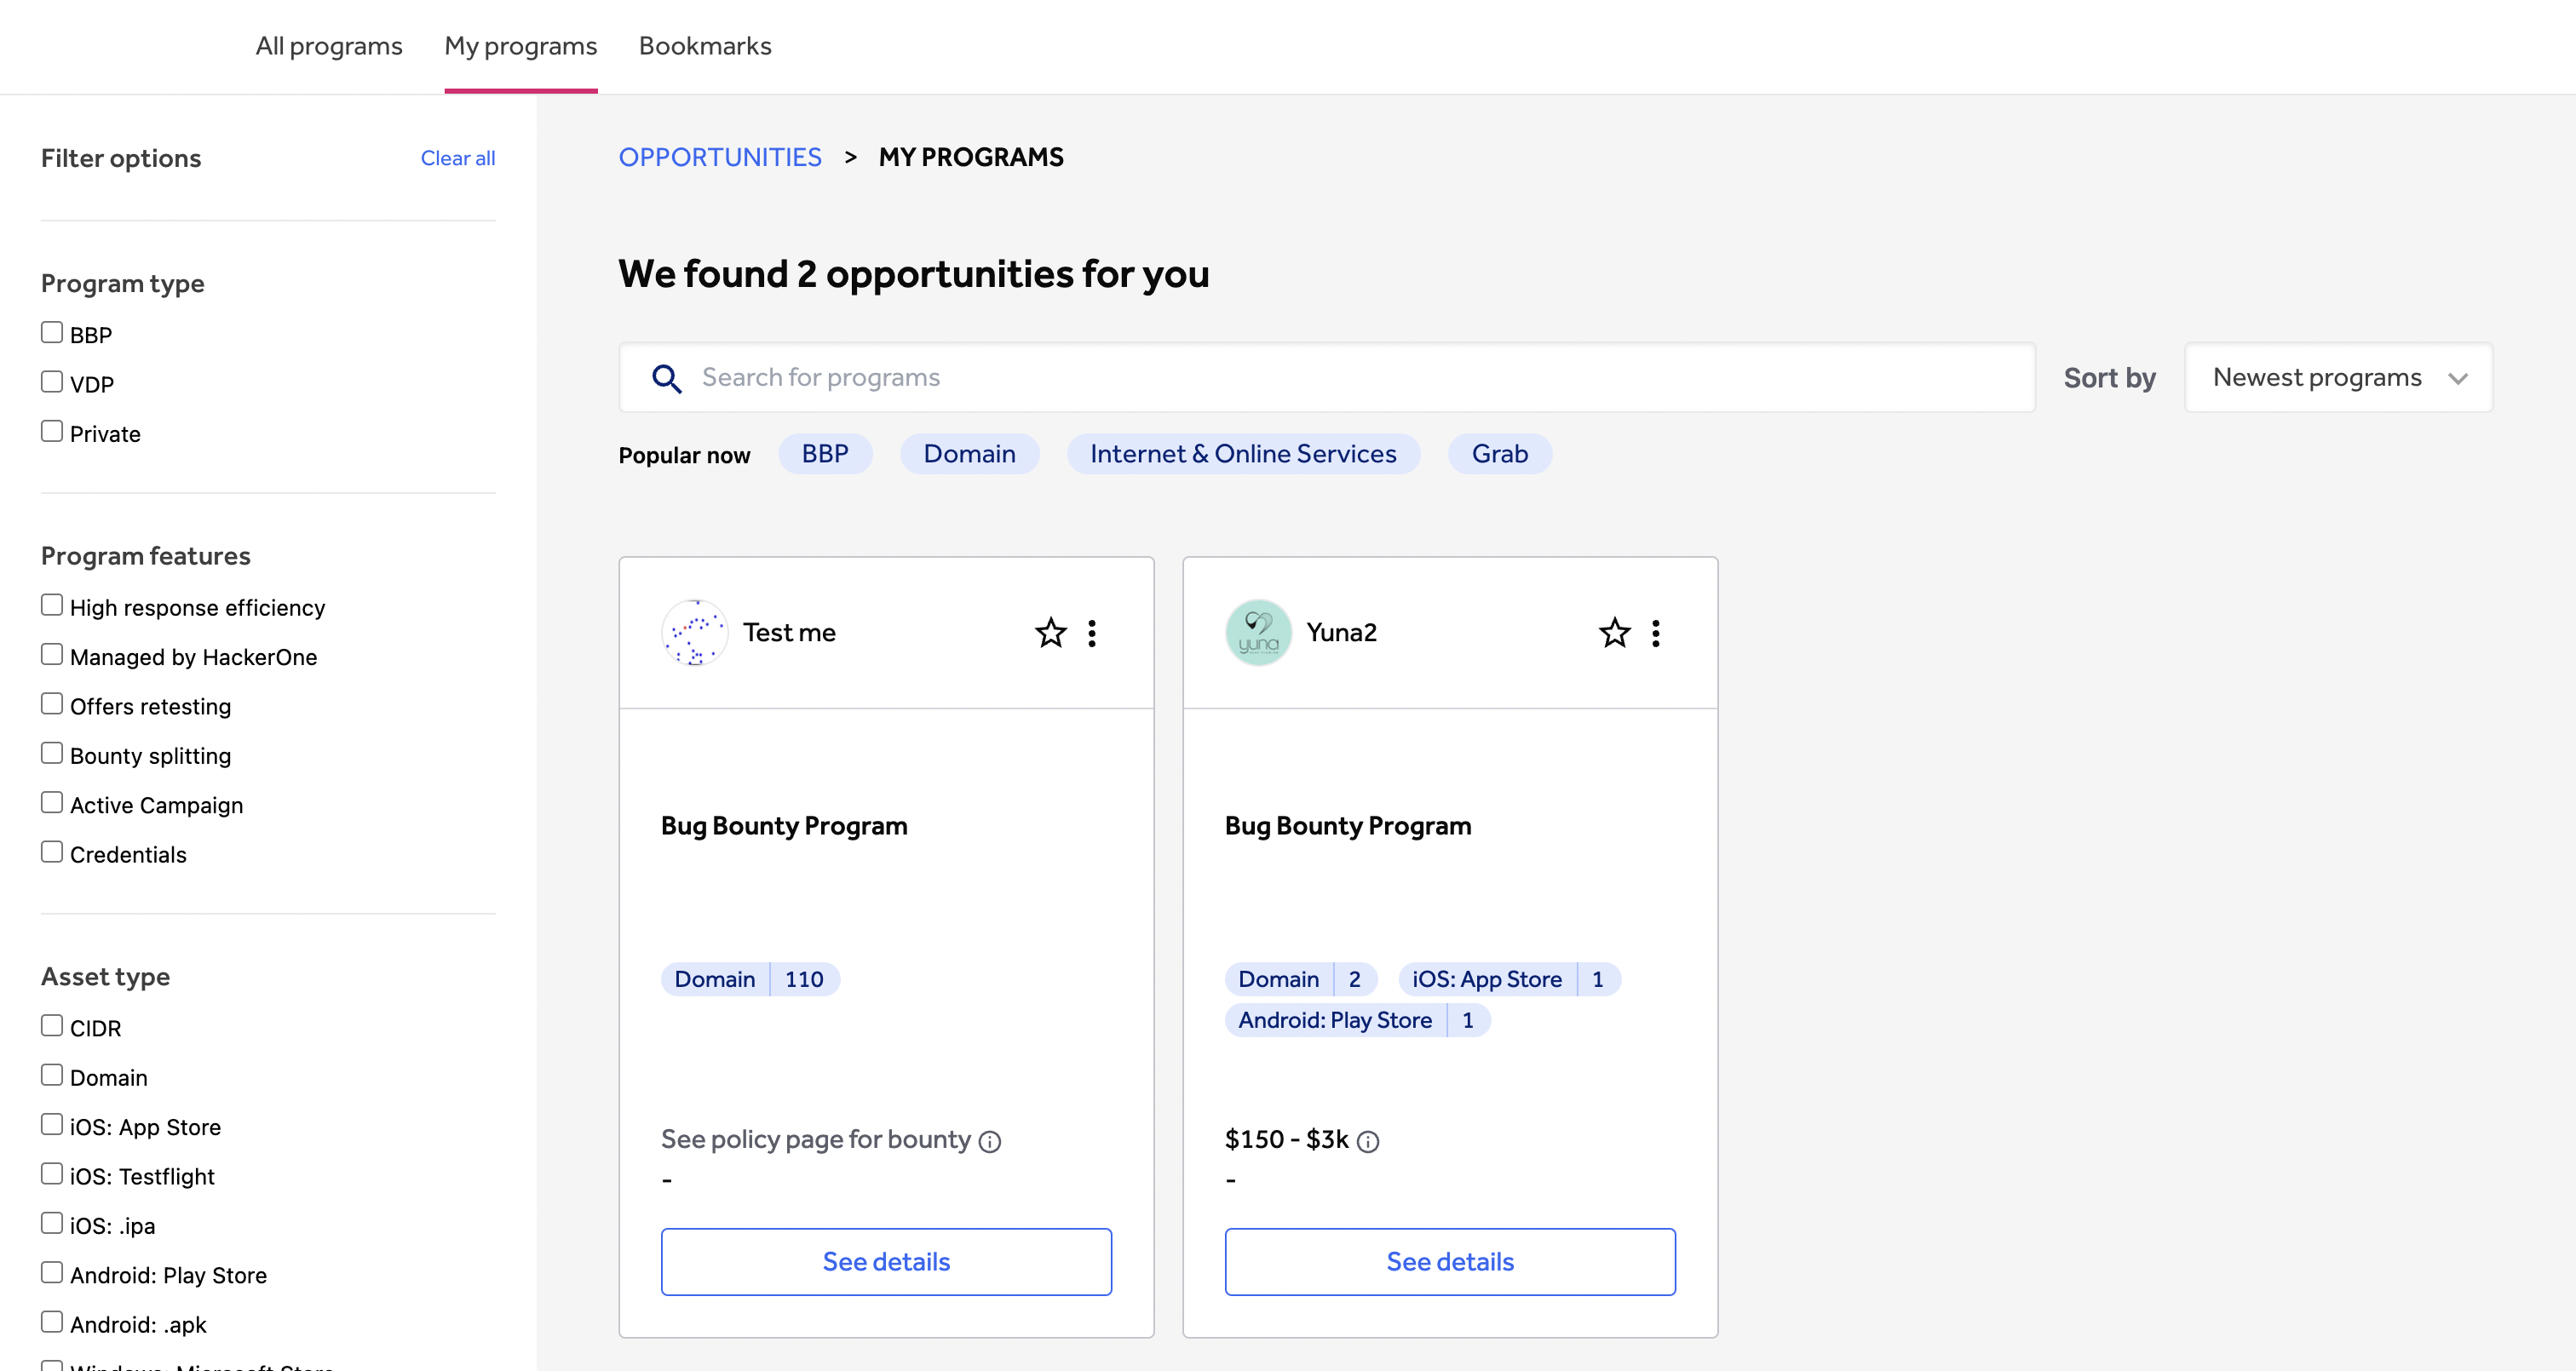 All programs
My programs
Bookmarks
Filter options
Clear all
Program type
BBP
VDP
Private
Program features
High response efficiency
Managed by HackerOne
Offers retesting
Bounty splitting
Active Campaign
Credentials
Asset type
CIDR
Domain
iOS: App Store
iOS: Testflight
iOS: .ipa
Android: Play Store
Android: .apk
Windows: Microsoft Store
OPPORTUNITIES > MY PROGRAMS
We found 2 opportunities for you
Search for programs
Sort by
Newest programs
Popular now
BBP
Domain
Internet & Online Services
Grab
Test me
Bug Bounty Program
Domain 110
See policy page for bounty
-
See details
yuna
Yuna2
Bug Bounty Program
Domain 2
iOS: App Store 1
Android: Play Store 1
$150 - $3k
-
See details